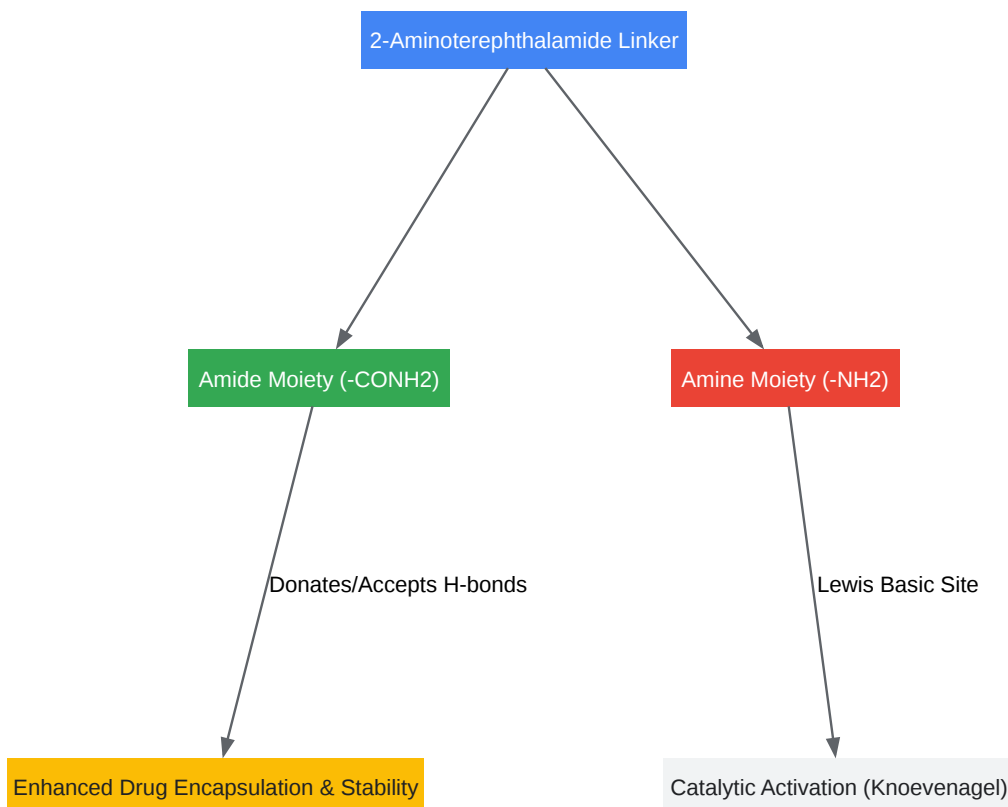 2-Aminoterephthalamide Linker
Amide Moiety (-CONH2)
Amine Moiety (-NH2)
Donates/Accepts H-bonds
Lewis Basic Site
Enhanced Drug Encapsulation & Stability
Catalytic Activation (Knoevenagel)